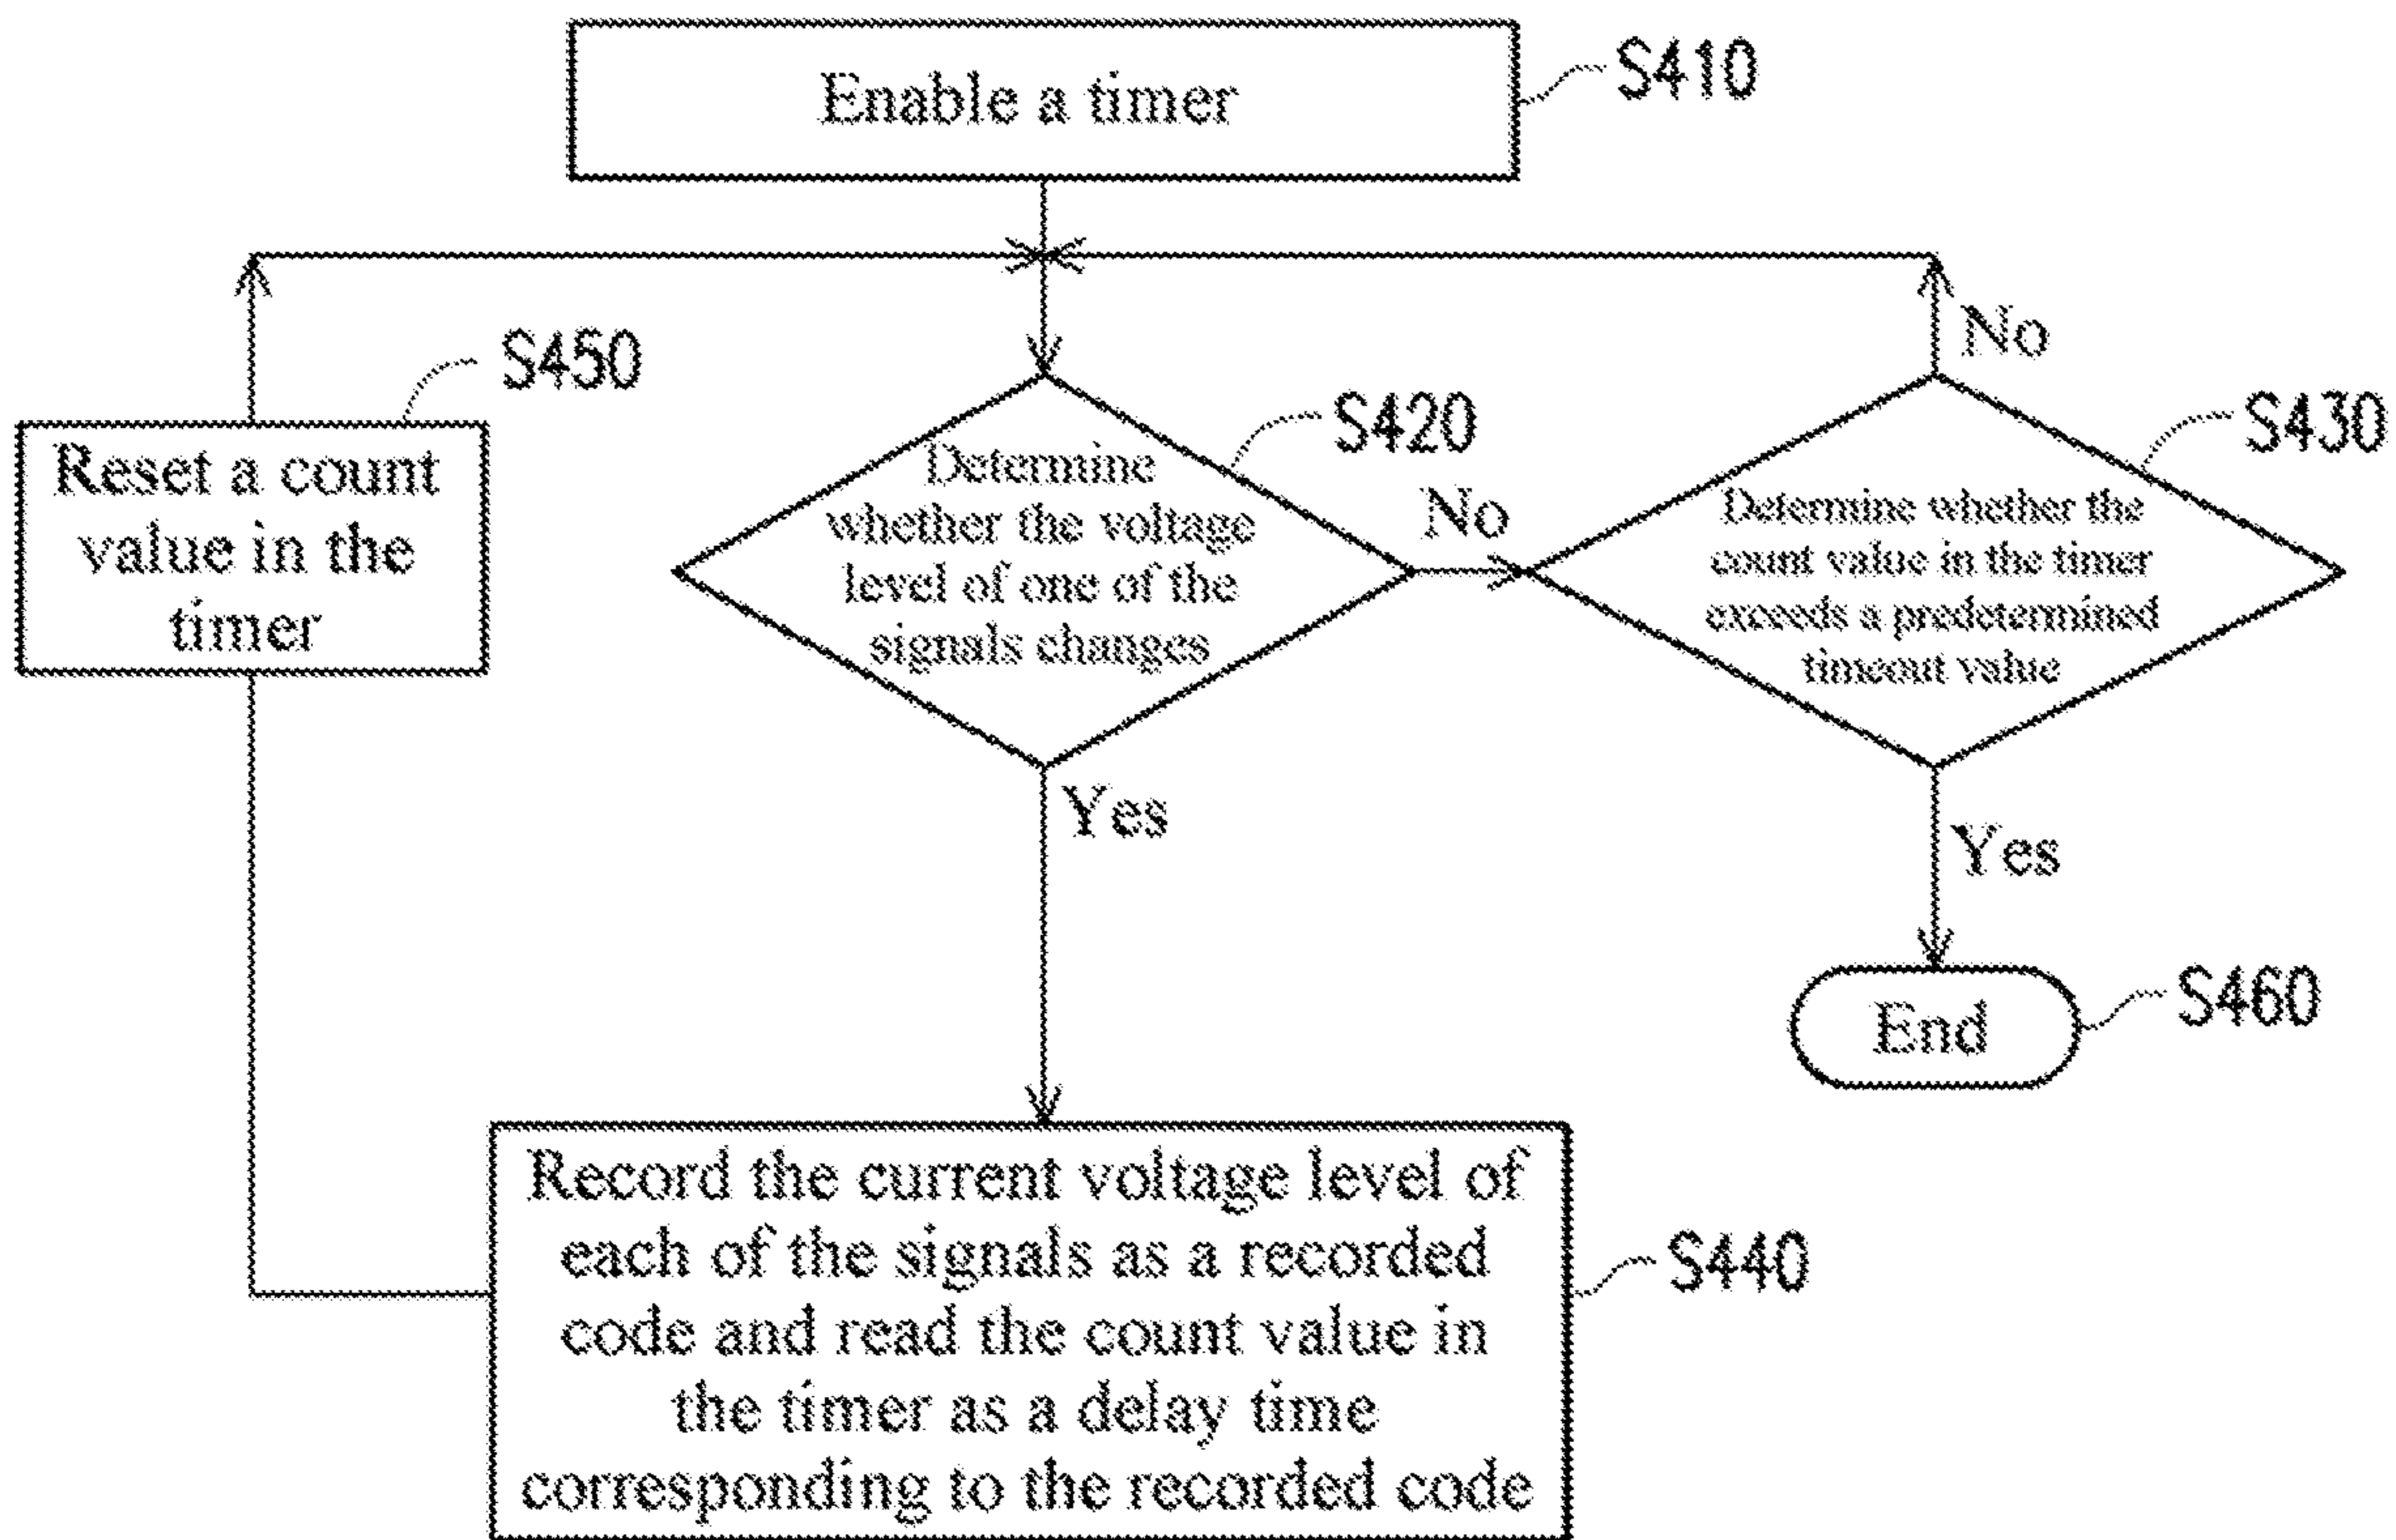 Enable a timer
S410
No
S450
Reset a count
value in the
timer
S420
Determine
whether the voltage
level of one of the
signals changes
No
S430
Determine whether the
count value in the timer
exceeds a predetermined
timeout value
Yes
Yes
End
S460
Record the current voltage level of
each of the signals as a recorded
code and read the count value in
the timer as a delay time
corresponding to the recorded code
S440